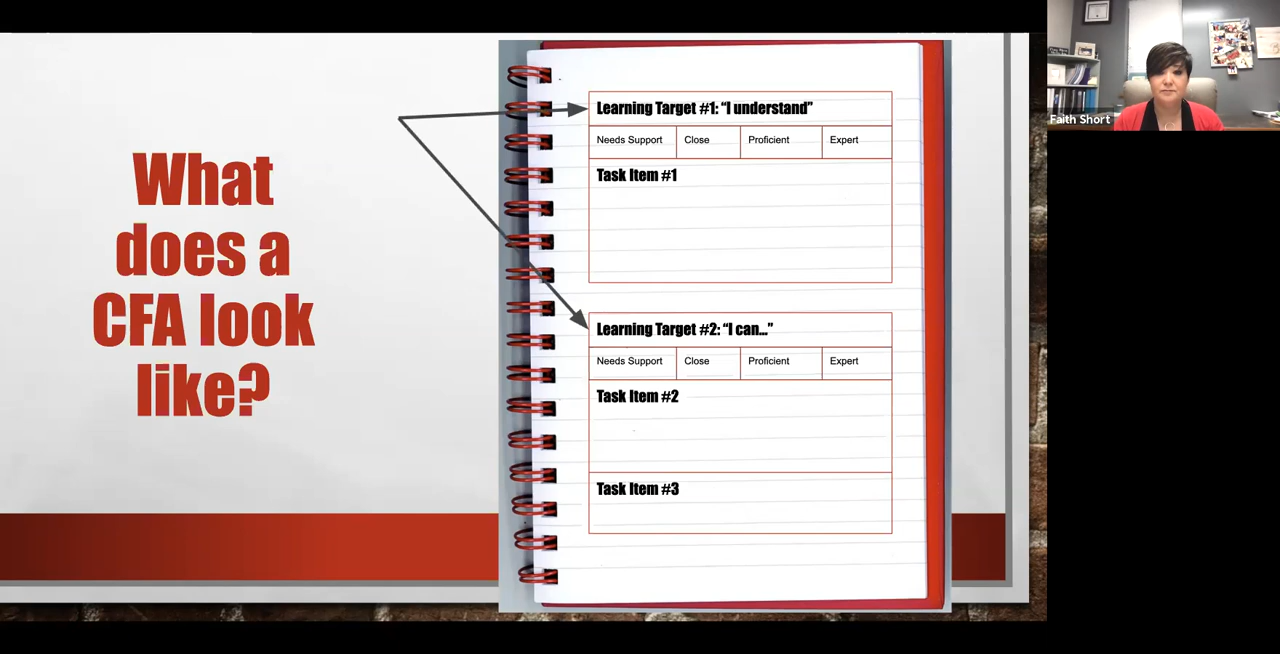 What
does a
CFA look
like?
Learning Target #1: “I understand”
Needs Support Close Proficient Expert
Task Item #1
Learning Target #2: “I can...”
Needs Support Close Proficient Expert
Task Item #2
Task Item #3
Faith Short